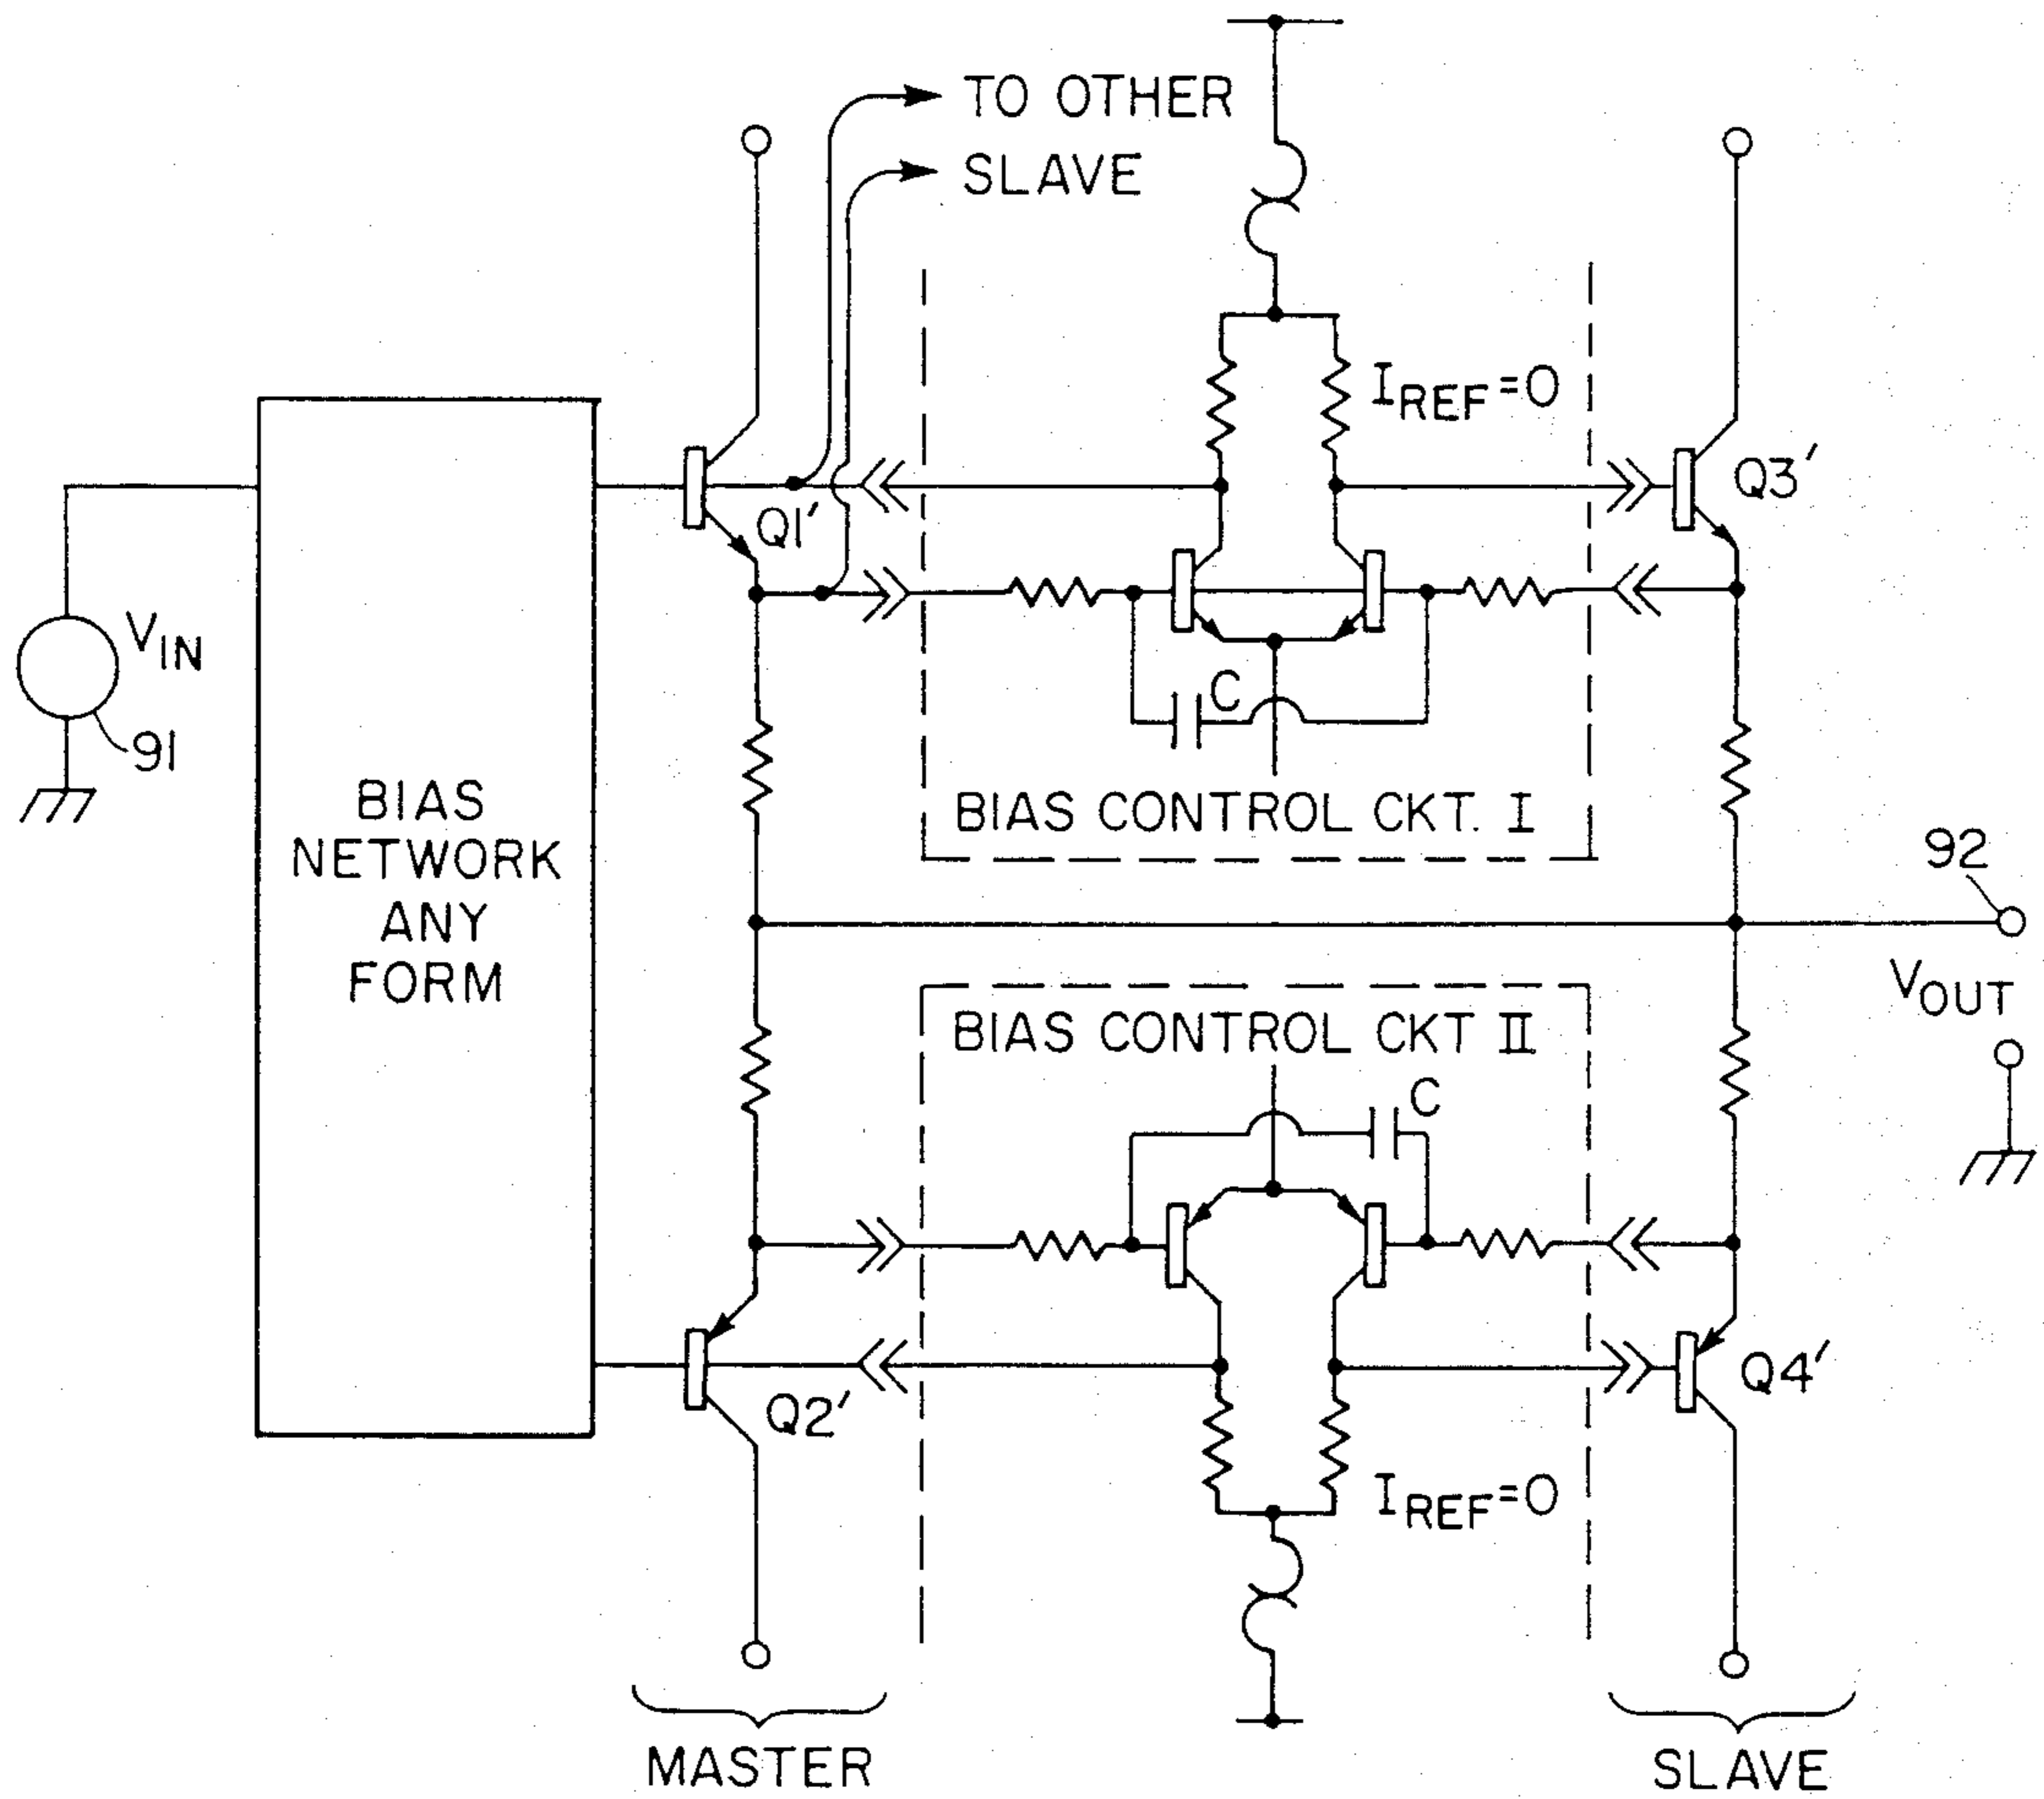 TO OTHER
SLAVE
I_REF=0
Q3'
Q1'
V_IN
C
91
BIAS
NETWORK
ANY
FORM
BIAS CONTROL CKT. I
92
V_OUT
BIAS CONTROL CKT II
C
Q4'
Q2'
I_REF=0
MASTER
SLAVE